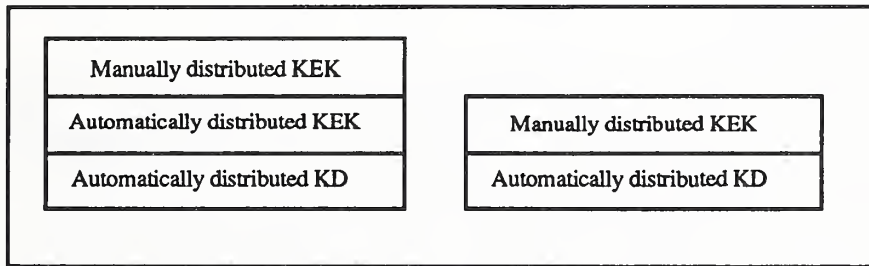 Manually distributed KEK
Automatically distributed KEK
Automatically distributed KD
Manually distributed KEK
Automatically distributed KD